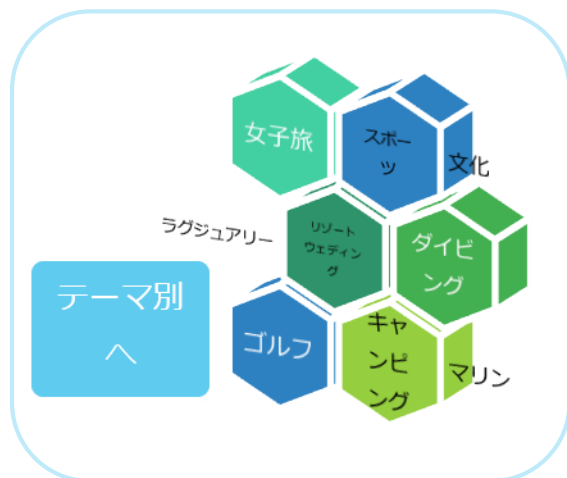 女子旅
スポー
ツ
文化
ラグジュアリー
リゾート
ウェディン
グ
ダイビ
ング
テーマ別
へ
ゴルフ
キャ
ンピ
ング
マリン